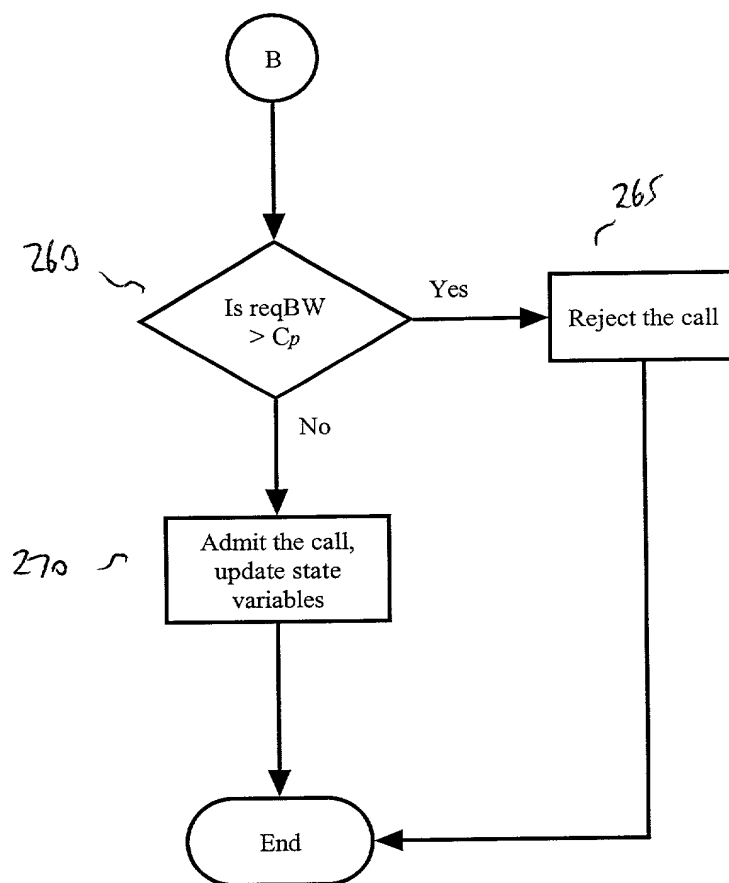 B
265
260
Is reqBW
> Cp
Yes
Reject the call
No
270
Admit the call,
update state
variables
End